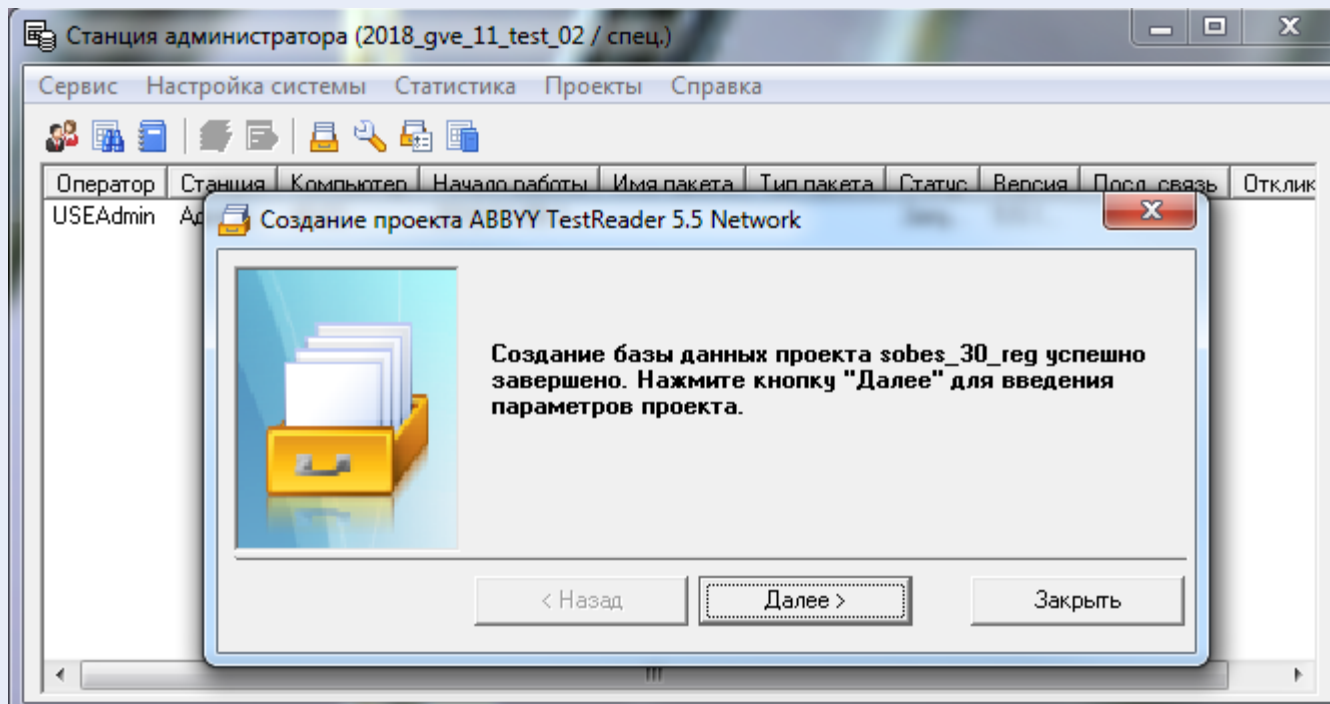 Станция администратора (2018_gve_11_test_02 / спец.)
Сервис Настройка системы Статистика Проекты Справка
Оператор Станция Компьютер Начало работы Имя пакета Тип пакета Статус Версия Посл. связь Отклик
USEAdmin
Создание проекта ABBYY TestReader 5.5 Network
Создание базы данных проекта sobes_30_reg успешно
завершено. Нажмите кнопку "Далее" для введения
параметров проекта.
< Назад Далее > Закрыть